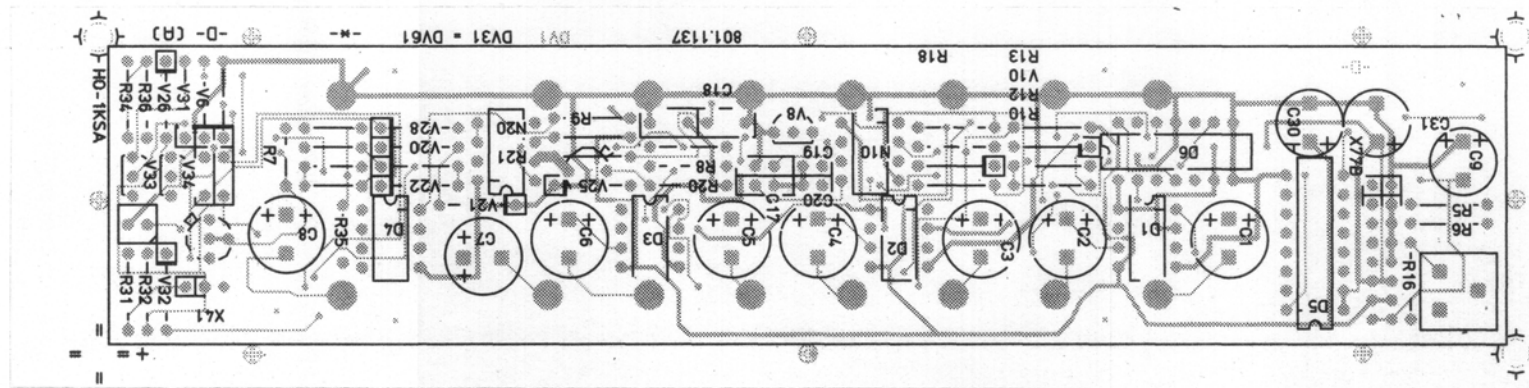 -D- (A)
-*-
DV31 = DV61
DV1
801.1137
HO-1KSA
R34
R36
V26
V31
V6
R18
R13
V10
R12
R10
C18
R9
V8
N20
V28
V20
V22
R7
R21
V25
V21
R8
R20
C19
C20
C17
N10
D6
C30
C31
X7B
C9
V33
V34
C8
R35
D4
C7
C6
D3
C5
C4
D2
C3
C2
D1
C1
R5
R6
R16
D5
R31
R32
V32
X41